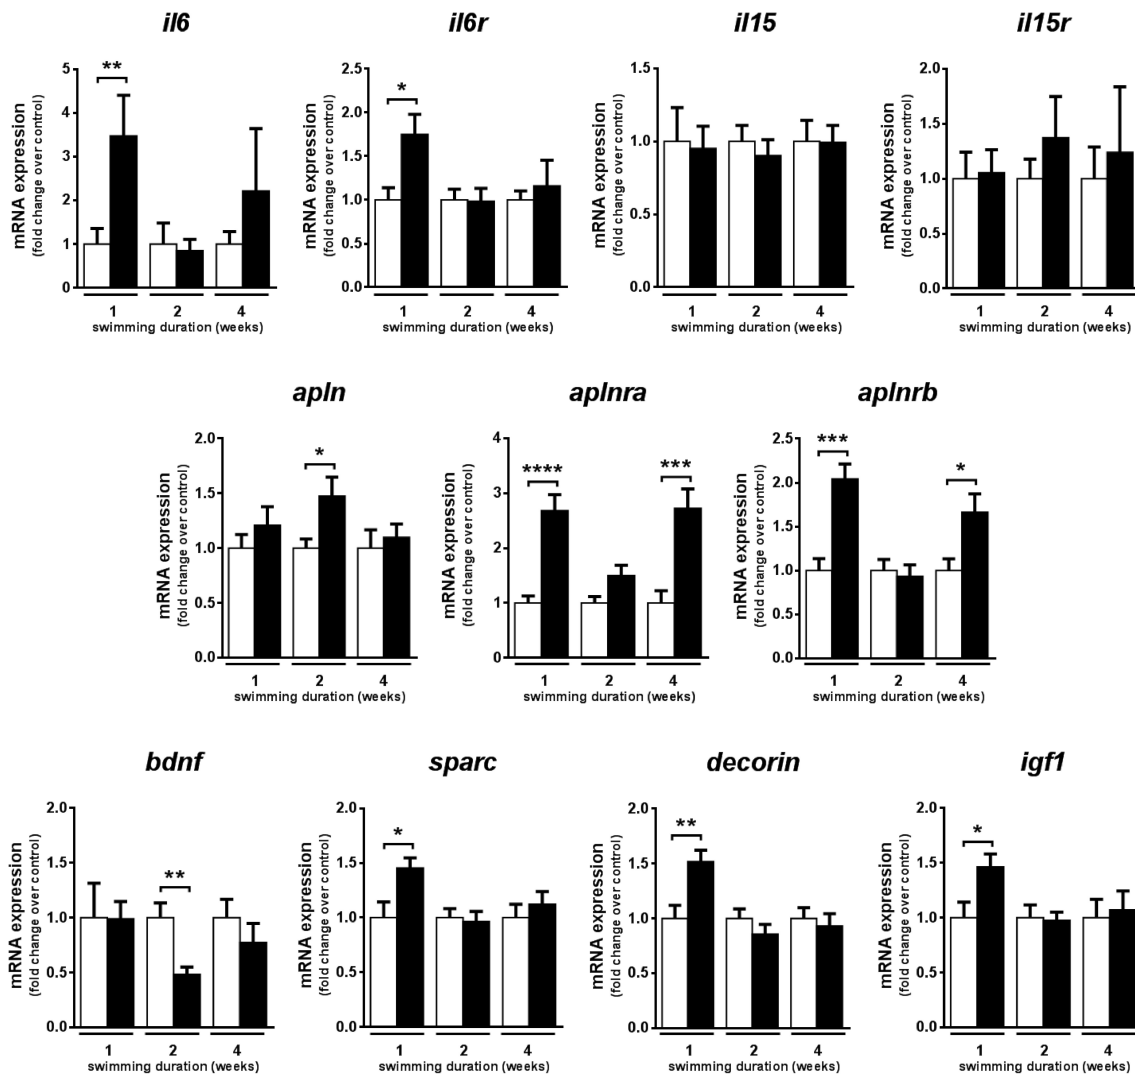 il6
il6r
il15
il15r
mRNA expression
(fold change over control)
5
4
3
2
1
0
**
1 2 4
swimming duration (weeks)
mRNA expression
(fold change over control)
2.5
2.0
1.5
1.0
0.5
0.0
*
1 2 4
swimming duration (weeks)
mRNA expression
(fold change over control)
1.5
1.0
0.5
0.0
1 2 4
swimming duration (weeks)
mRNA expression
(fold change over control)
2.0
1.5
1.0
0.5
0.0
1 2 4
swimming duration (weeks)
apln
aplnra
aplnrb
mRNA expression
(fold change over control)
2.0
1.5
1.0
0.5
0.0
*
1 2 4
swimming duration (weeks)
mRNA expression
(fold change over control)
4
3
2
1
0
****
***
1 2 4
swimming duration (weeks)
mRNA expression
(fold change over control)
2.5
2.0
1.5
1.0
0.5
0.0
***
*
1 2 4
swimming duration (weeks)
bdnf
sparc
decorin
igf1
mRNA expression
(fold change over control)
2.0
1.5
1.0
0.5
0.0
**
1 2 4
swimming duration (weeks)
mRNA expression
(fold change over control)
2.0
1.5
1.0
0.5
0.0
*
1 2 4
swimming duration (weeks)
mRNA expression
(fold change over control)
2.0
1.5
1.0
0.5
0.0
**
1 2 4
swimming duration (weeks)
mRNA expression
(fold change over control)
2.0
1.5
1.0
0.5
0.0
*
1 2 4
swimming duration (weeks)